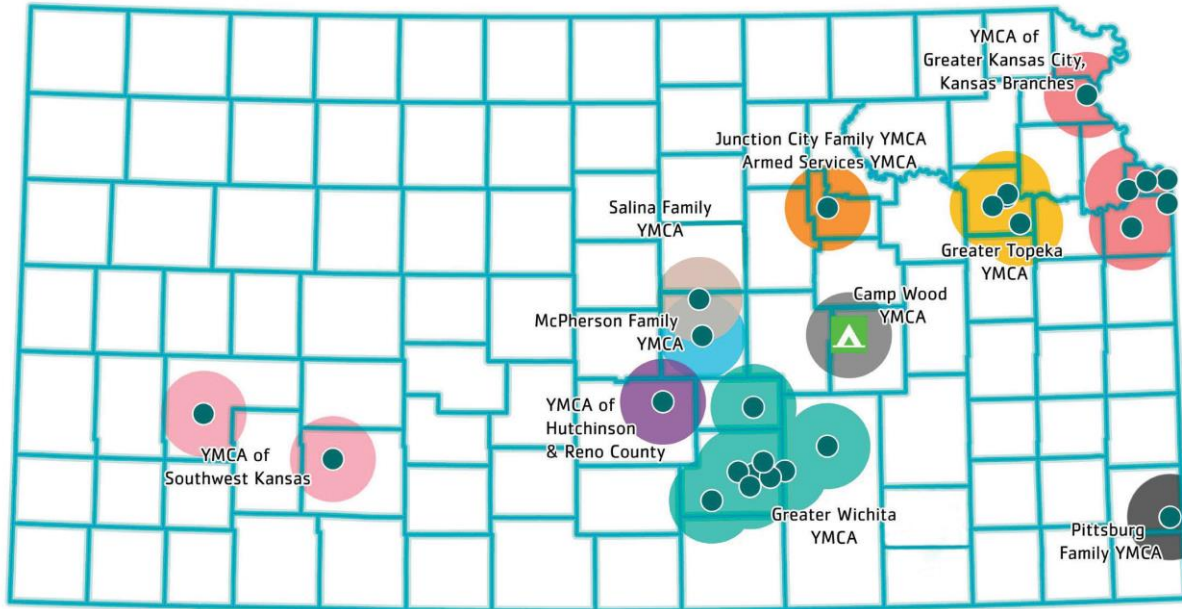 YMCA of
Greater Kansas City,
Kansas Branches
Junction City Family YMCA
Armed Services YMCA
Salina Family
YMCA
Greater Topeka
YMCA
Camp Wood
YMCA
McPherson Family
YMCA
YMCA of
Hutchinson
& Reno County
YMCA of
Southwest Kansas
Greater Wichita
YMCA
Pittsburg
Family YMCA